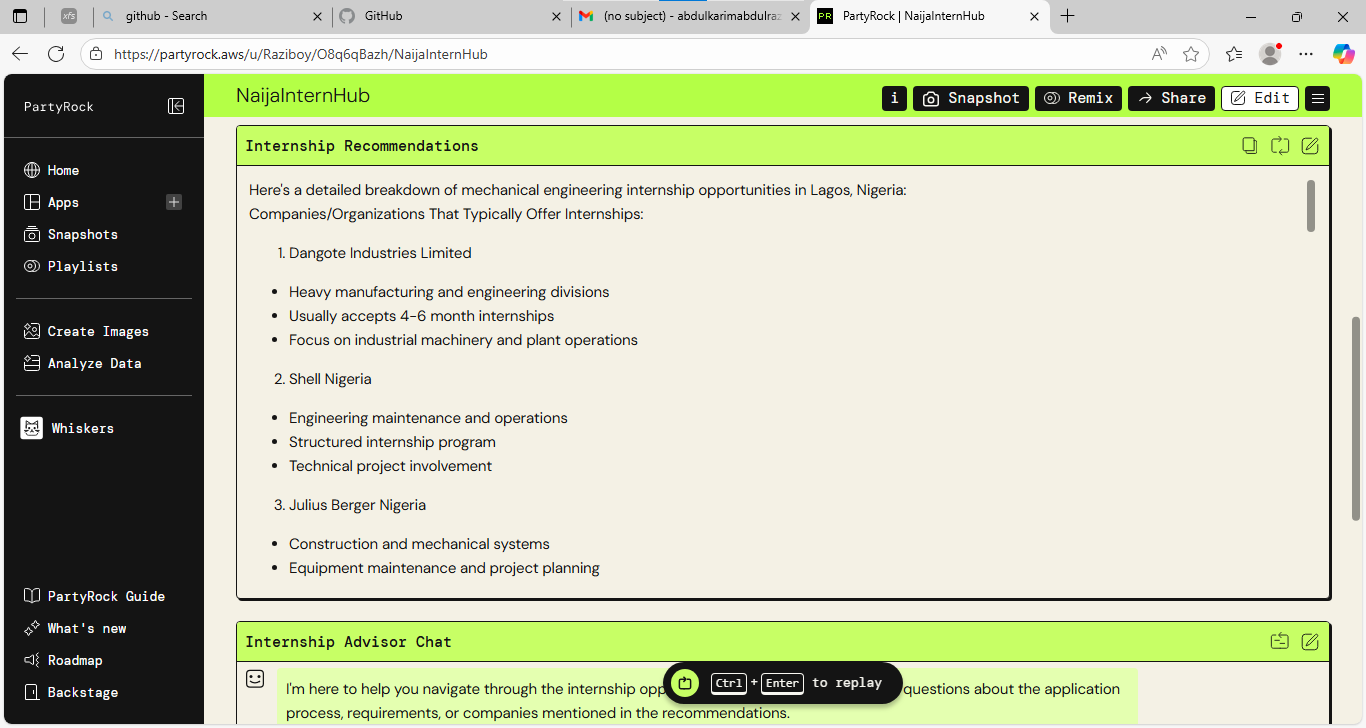 xfs
github - Search
GitHub
(no subject) - abdulkarimabdulraz
PR
PartyRock | NaijaInternHub
https://partyrock.aws/u/Raziboy/O8q6qBazh/NaijaInternHub
PartyRock
NaijaInternHub
i
Snapshot
Remix
Share
Edit
Home
Apps
Snapshots
Playlists
Create Images
Analyze Data
Whiskers
PartyRock Guide
What's new
Roadmap
Backstage
Internship Recommendations
Here's a detailed breakdown of mechanical engineering internship opportunities in Lagos, Nigeria:
Companies/Organizations That Typically Offer Internships:
1. Dangote Industries Limited
• Heavy manufacturing and engineering divisions
• Usually accepts 4-6 month internships
• Focus on industrial machinery and plant operations
2. Shell Nigeria
• Engineering maintenance and operations
• Structured internship program
• Technical project involvement
3. Julius Berger Nigeria
• Construction and mechanical systems
• Equipment maintenance and project planning
Internship Advisor Chat
I'm here to help you navigate through the internship opp
questions about the application
process, requirements, or companies mentioned in the recommendations.
Ctrl + Enter to replay